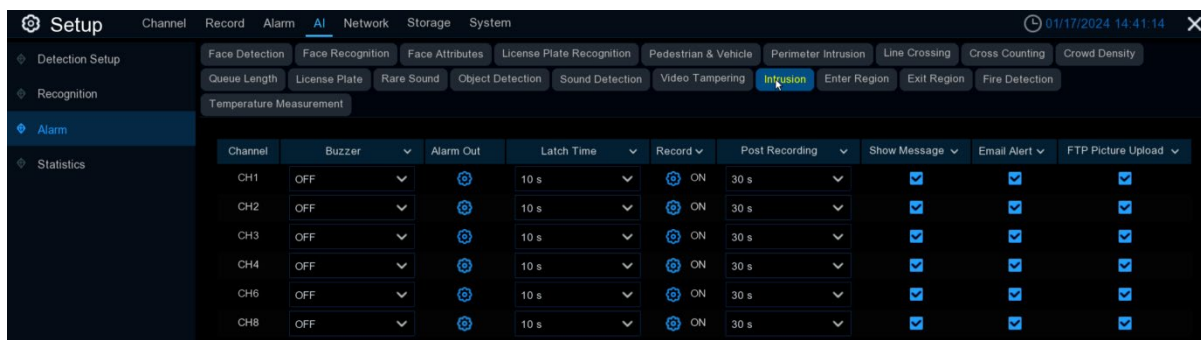 Setup Channel Record Alarm AI Network Storage System 01/17/2024 14:41:14
Detection Setup
Recognition
Alarm
Statistics
Face Detection Face Recognition Face Attributes License Plate Recognition Pedestrian & Vehicle Perimeter Intrusion Line Crossing Cross Counting Crowd Density
Queue Length License Plate Rare Sound Object Detection Sound Detection Video Tampering Intrusion Enter Region Exit Region Fire Detection
Temperature Measurement
Channel Buzzer Alarm Out Latch Time Record Post Recording Show Message Email Alert FTP Picture Upload
CH1 OFF 10 s ON 30 s
CH2 OFF 10 s ON 30 s
CH3 OFF 10 s ON 30 s
CH4 OFF 10 s ON 30 s
CH6 OFF 10 s ON 30 s
CH8 OFF 10 s ON 30 s